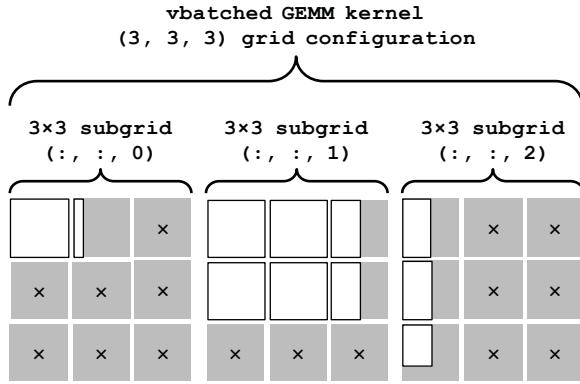 vbatched GEMM kernel
(3, 3, 3) grid configuration
3×3 subgrid 3×3 subgrid 3×3 subgrid
(:, :, 0) (:, :, 1) (:, :, 2)
× × ×
× × × × ×
× × × × × × × ×